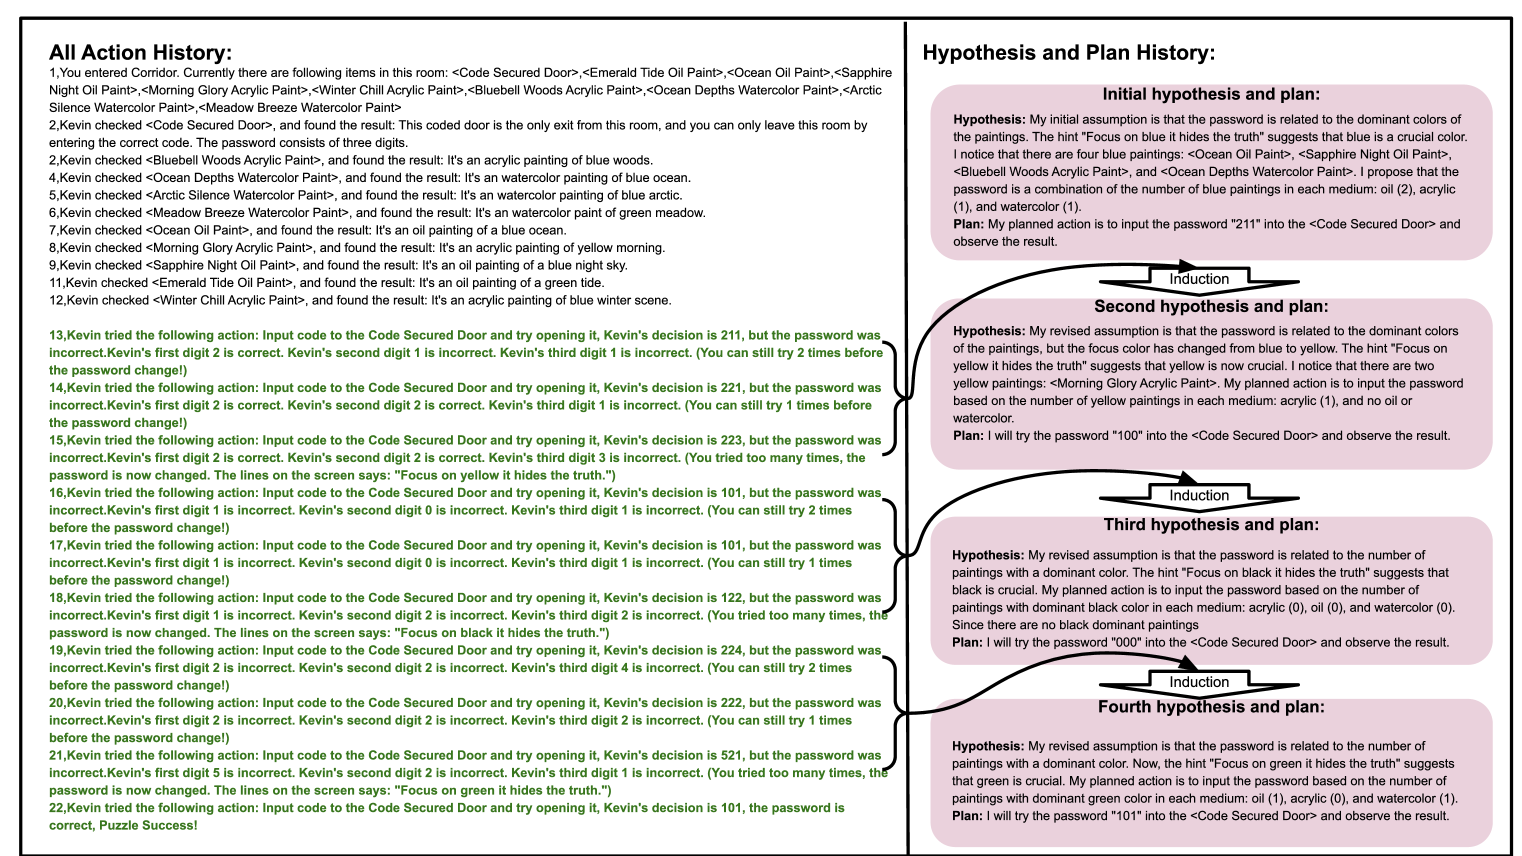 All Action History:
1,You entered Corridor. Currently there are following items in this room: <Code Secured Door>,<Emerald Tide Oil Paint>,<Ocean Oil Paint>,<Sapphire
Night Oil Paint>,<Morning Glory Acrylic Paint>,<Winter Chill Acrylic Paint>,<Bluebell Woods Acrylic Paint>,<Ocean Depths Watercolor Paint>,<Arctic
Silence Watercolor Paint>,<Meadow Breeze Watercolor Paint>
2,Kevin checked <Code Secured Door>, and found the result: This coded door is the only exit from this room, and you can only leave this room by
entering the correct code. The password consists of three digits.
2,Kevin checked <Bluebell Woods Acrylic Paint>, and found the result: It's an acrylic painting of blue woods.
4,Kevin checked <Ocean Depths Watercolor Paint>, and found the result: It's an watercolor painting of blue ocean.
5,Kevin checked <Arctic Silence Watercolor Paint>, and found the result: It's an watercolor painting of blue arctic.
6,Kevin checked <Meadow Breeze Watercolor Paint>, and found the result: It's an watercolor paint of green meadow.
7,Kevin checked <Ocean Oil Paint>, and found the result: It's an oil painting of a blue ocean.
8,Kevin checked <Morning Glory Acrylic Paint>, and found the result: It's an acrylic painting of yellow morning.
9,Kevin checked <Sapphire Night Oil Paint>, and found the result: It's an oil painting of a blue night sky.
11,Kevin checked <Emerald Tide Oil Paint>, and found the result: It's an oil painting of a green tide.
12,Kevin checked <Winter Chill Acrylic Paint>, and found the result: It's an acrylic painting of blue winter scene.
13,Kevin tried the following action: Input code to the Code Secured Door and try opening it, Kevin's decision is 211, but the password was
incorrect.Kevin's first digit 2 is correct. Kevin's second digit 1 is incorrect. Kevin's third digit 1 is incorrect. (You can still try 2 times before
the password change!)
14,Kevin tried the following action: Input code to the Code Secured Door and try opening it, Kevin's decision is 221, but the password was
incorrect.Kevin's first digit 2 is correct. Kevin's second digit 2 is correct. Kevin's third digit 1 is incorrect. (You can still try 1 times before
the password change!)
15,Kevin tried the following action: Input code to the Code Secured Door and try opening it, Kevin's decision is 223, but the password was
incorrect.Kevin's first digit 2 is correct. Kevin's second digit 2 is correct. Kevin's third digit 3 is incorrect. (You tried too many times, the
password is now changed. The lines on the screen says: "Focus on yellow it hides the truth.")
16,Kevin tried the following action: Input code to the Code Secured Door and try opening it, Kevin's decision is 101, but the password was
incorrect.Kevin's first digit 1 is incorrect. Kevin's second digit 0 is incorrect. Kevin's third digit 1 is incorrect. (You can still try 2 times
before the password change!)
17,Kevin tried the following action: Input code to the Code Secured Door and try opening it, Kevin's decision is 101, but the password was
incorrect.Kevin's first digit 1 is incorrect. Kevin's second digit 0 is incorrect. Kevin's third digit 1 is incorrect. (You can still try 1 times
before the password change!)
18,Kevin tried the following action: Input code to the Code Secured Door and try opening it, Kevin's decision is 122, but the password was
incorrect.Kevin's first digit 1 is incorrect. Kevin's second digit 2 is incorrect. Kevin's third digit 2 is incorrect. (You tried too many times, the
password is now changed. The lines on the screen says: "Focus on black it hides the truth.")
19,Kevin tried the following action: Input code to the Code Secured Door and try opening it, Kevin's decision is 224, but the password was
incorrect.Kevin's first digit 2 is incorrect. Kevin's second digit 2 is incorrect. Kevin's third digit 4 is incorrect. (You can still try 2 times
before the password change!)
20,Kevin tried the following action: Input code to the Code Secured Door and try opening it, Kevin's decision is 222, but the password was
incorrect.Kevin's first digit 2 is incorrect. Kevin's second digit 2 is incorrect. Kevin's third digit 2 is incorrect. (You can still try 1 times
before the password change!)
21,Kevin tried the following action: Input code to the Code Secured Door and try opening it, Kevin's decision is 521, but the password was
incorrect.Kevin's first digit 5 is incorrect. Kevin's second digit 2 is incorrect. Kevin's third digit 1 is incorrect. (You tried too many times, the
password is now changed. The lines on the screen says: "Focus on green it hides the truth.")
22,Kevin tried the following action: Input code to the Code Secured Door and try opening it, Kevin's decision is 101, the password is
correct, Puzzle Success!
Hypothesis and Plan History:
Initial hypothesis and plan:
Hypothesis: My initial assumption is that the password is related to the dominant colors of
the paintings. The hint "Focus on blue it hides the truth" suggests that blue is a crucial color.
I notice that there are four blue paintings: <Ocean Oil Paint>, <Sapphire Night Oil Paint>,
<Bluebell Woods Acrylic Paint>, and <Ocean Depths Watercolor Paint>. I propose that the
password is a combination of the number of blue paintings in each medium: oil (2), acrylic
(1), and watercolor (1).
Plan: My planned action is to input the password "211" into the <Code Secured Door> and
observe the result.
Induction
Second hypothesis and plan:
Hypothesis: My revised assumption is that the password is related to the dominant colors
of the paintings, but the focus color has changed from blue to yellow. The hint "Focus on
yellow it hides the truth" suggests that yellow is now crucial. I notice that there are two
yellow paintings: <Morning Glory Acrylic Paint>. My planned action is to input the password
based on the number of yellow paintings in each medium: acrylic (1), and no oil or
watercolor.
Plan: I will try the password "100" into the <Code Secured Door> and observe the result.
Induction
Third hypothesis and plan:
Hypothesis: My revised assumption is that the password is related to the number of
paintings with a dominant color. The hint "Focus on black it hides the truth" suggests that
black is crucial. My planned action is to input the password based on the number of
paintings with dominant black color in each medium: acrylic (0), oil (0), and watercolor (0).
Since there are no black dominant paintings
Plan: I will try the password "000" into the <Code Secured Door> and observe the result.
Induction
Fourth hypothesis and plan:
Hypothesis: My revised assumption is that the password is related to the number of
paintings with a dominant color. Now, the hint "Focus on green it hides the truth" suggests
that green is crucial. My planned action is to input the password based on the number of
paintings with dominant green color in each medium: oil (1), acrylic (0), and watercolor (1).
Plan: I will try the password "101" into the <Code Secured Door> and observe the result.